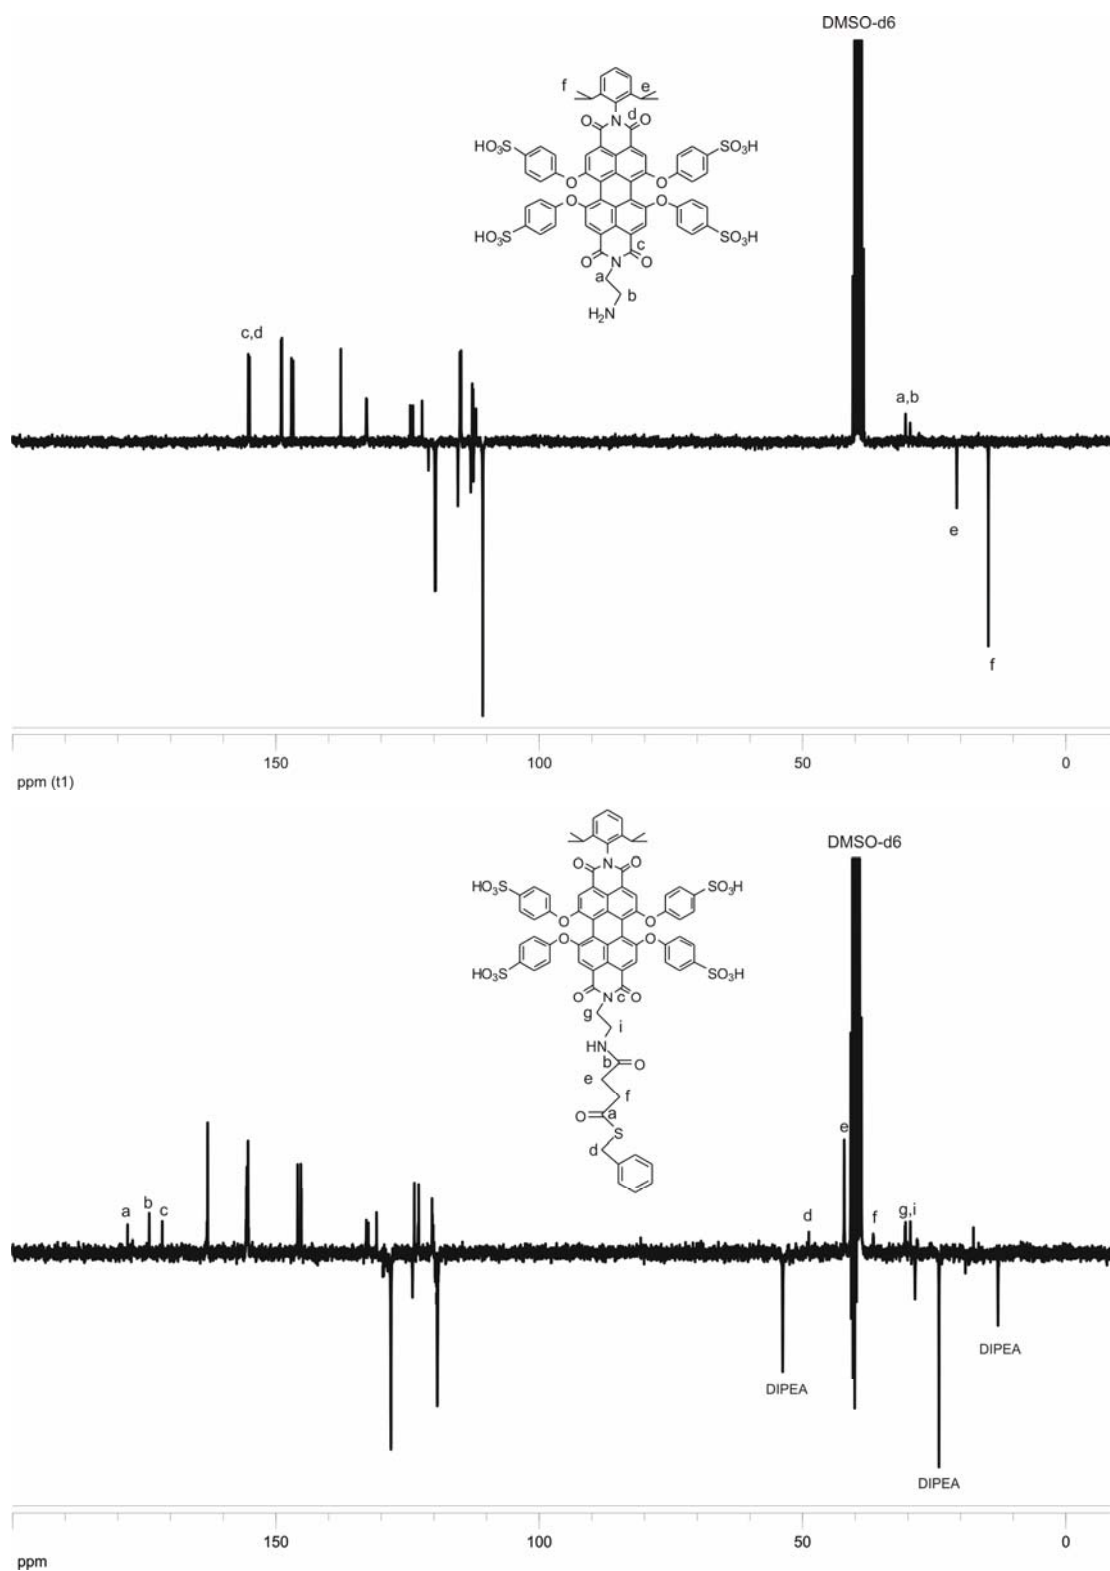 DMSO-d6
f
e
O
N
d
O
HO₃S
SO₃H
O
O
O
O
HO₃S
SO₃H
c
O
N
O
a
b
H₂N
c,d
a,b
e
f
150
100
50
0
ppm (t1)
DMSO-d6
O
N
O
HO₃S
SO₃H
O
O
O
O
HO₃S
SO₃H
O
N
c
O
g
i
HN
b
O
e
f
O
a
S
d
a
b
c
d
e
f
g,i
DIPEA
DIPEA
DIPEA
150
100
50
0
ppm